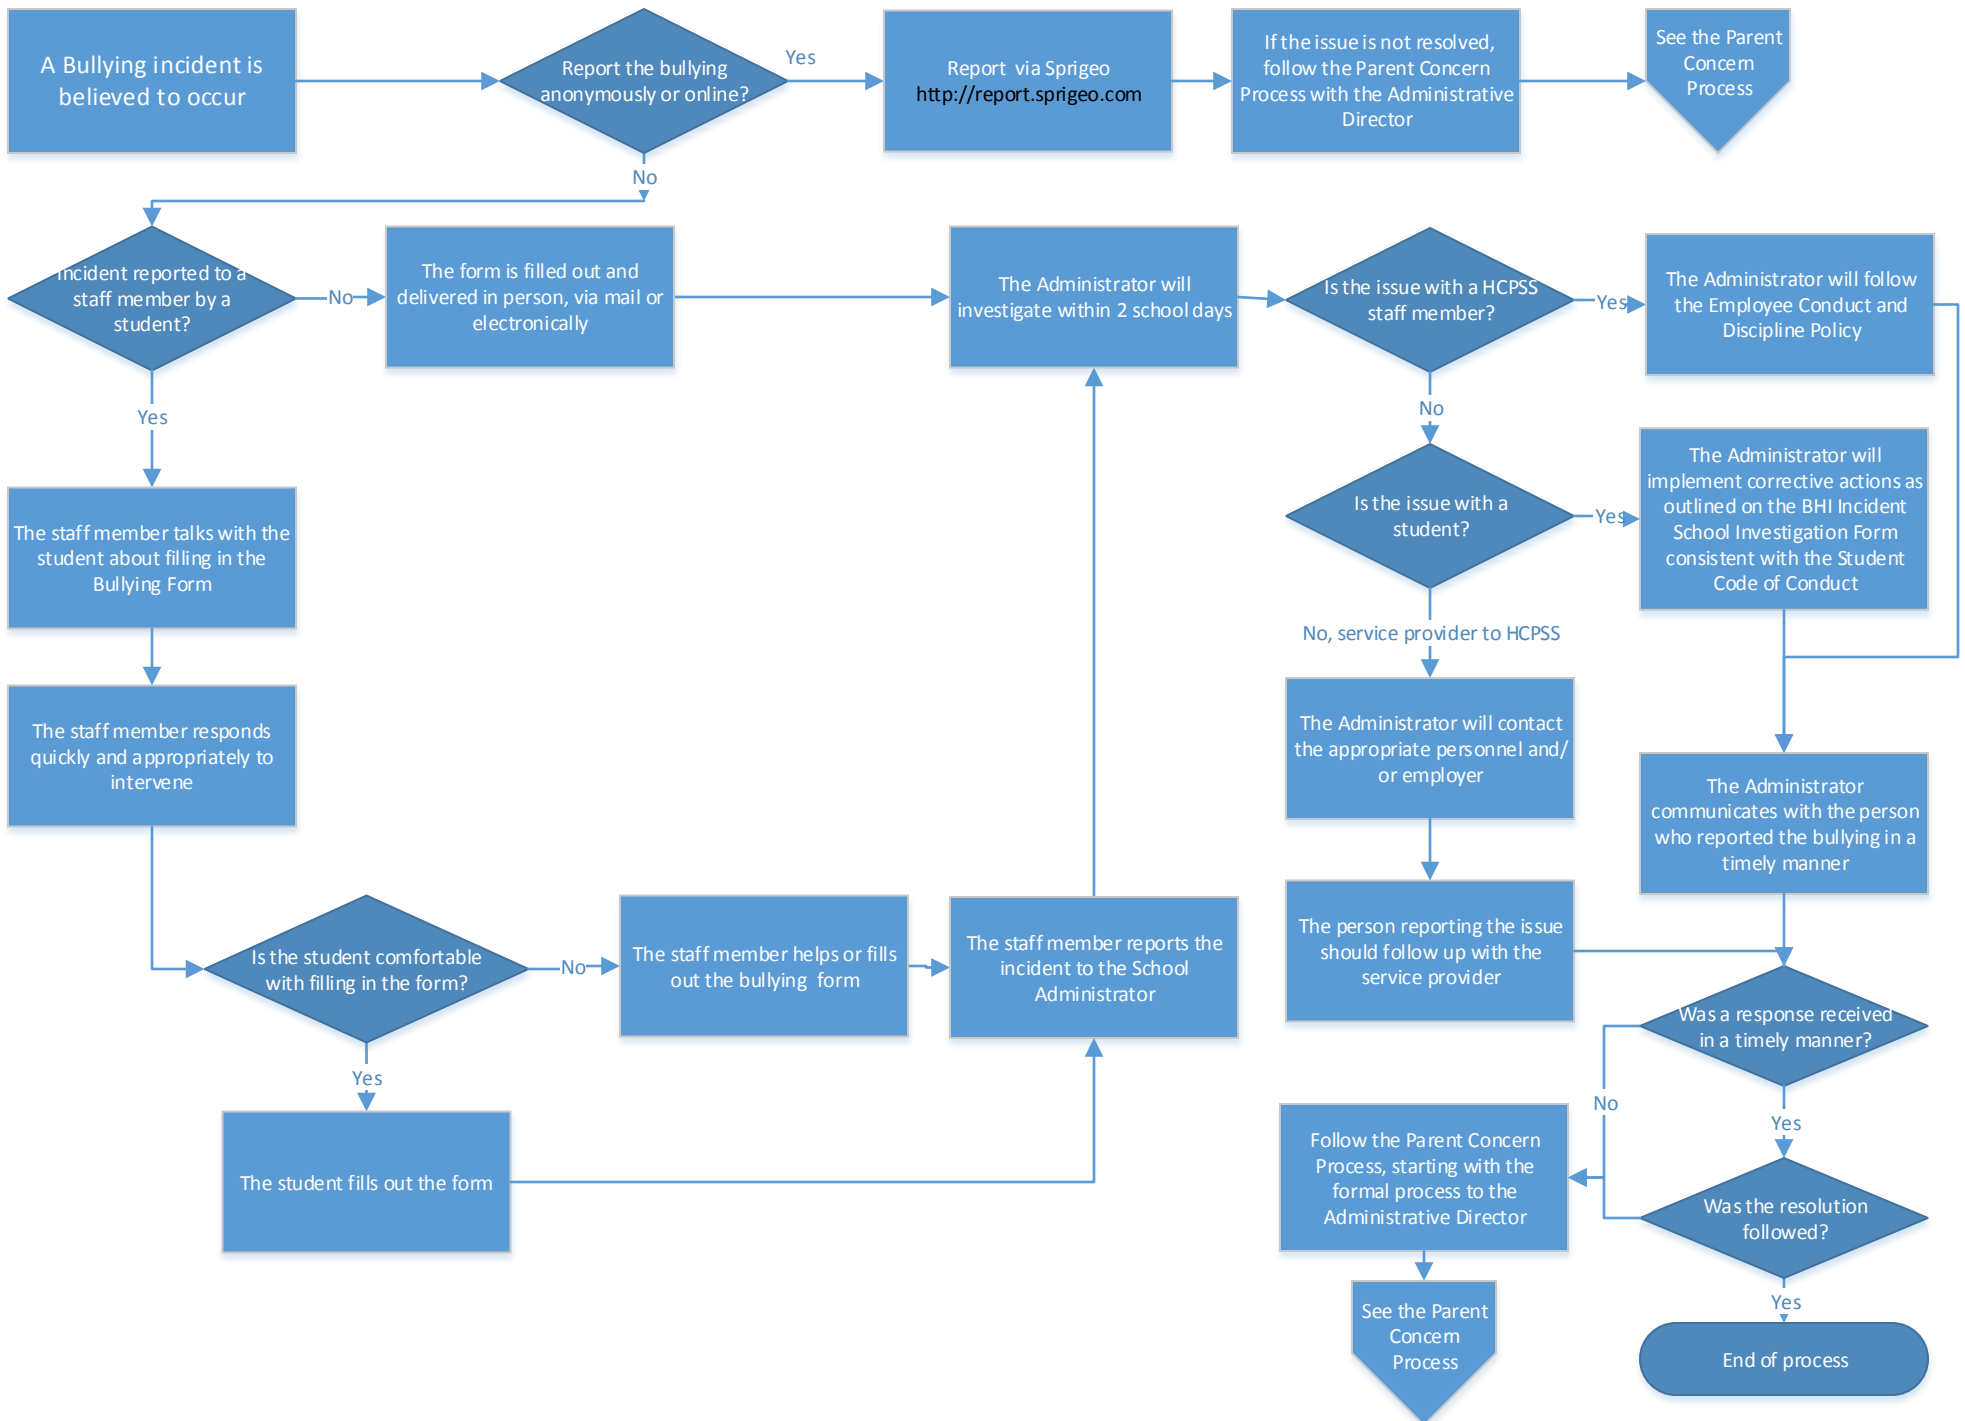 A Bullying incident is
believed to occur
Report the bullying
anonymously or online?
Yes
Report via Sprigeo
http://report.sprigeo.com
If the issue is not resolved,
follow the Parent Concern
Process with the Administrative
Director
See the Parent
Concern
Process
No
Incident reported to a
staff member by a
student?
No
The form is filled out and
delivered in person, via mail or
electronically
The Administrator will
investigate within 2 school days
Is the issue with a HCPSS
staff member?
Yes
The Administrator will follow
the Employee Conduct and
Discipline Policy
Yes
No
The staff member talks with the
student about filling in the
Bullying Form
Is the issue with a
student?
Yes
The Administrator will
implement corrective actions as
outlined on the BHI Incident
School Investigation Form
consistent with the Student
Code of Conduct
No, service provider to HCPSS
The staff member responds
quickly and appropriately to
intervene
The Administrator will contact
the appropriate personnel and/
or employer
The Administrator
communicates with the person
who reported the bullying in a
timely manner
Is the student comfortable
with filling in the form?
No
The staff member helps or fills
out the bullying form
The staff member reports the
incident to the School
Administrator
The person reporting the issue
should follow up with the
service provider
Was a response received
in a timely manner?
Yes
No
Yes
The student fills out the form
Follow the Parent Concern
Process, starting with the
formal process to the
Administrative Director
Was the resolution
followed?
Yes
See the Parent
Concern
Process
End of process